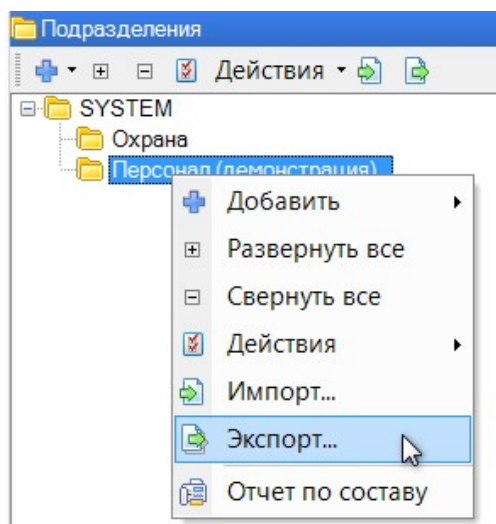 Подразделения
Действия
SYSTEM
Охрана
Персонал (демонстрация)
Добавить
Развернуть все
Свернуть все
Действия
Импорт...
Экспорт...
Отчет по составу